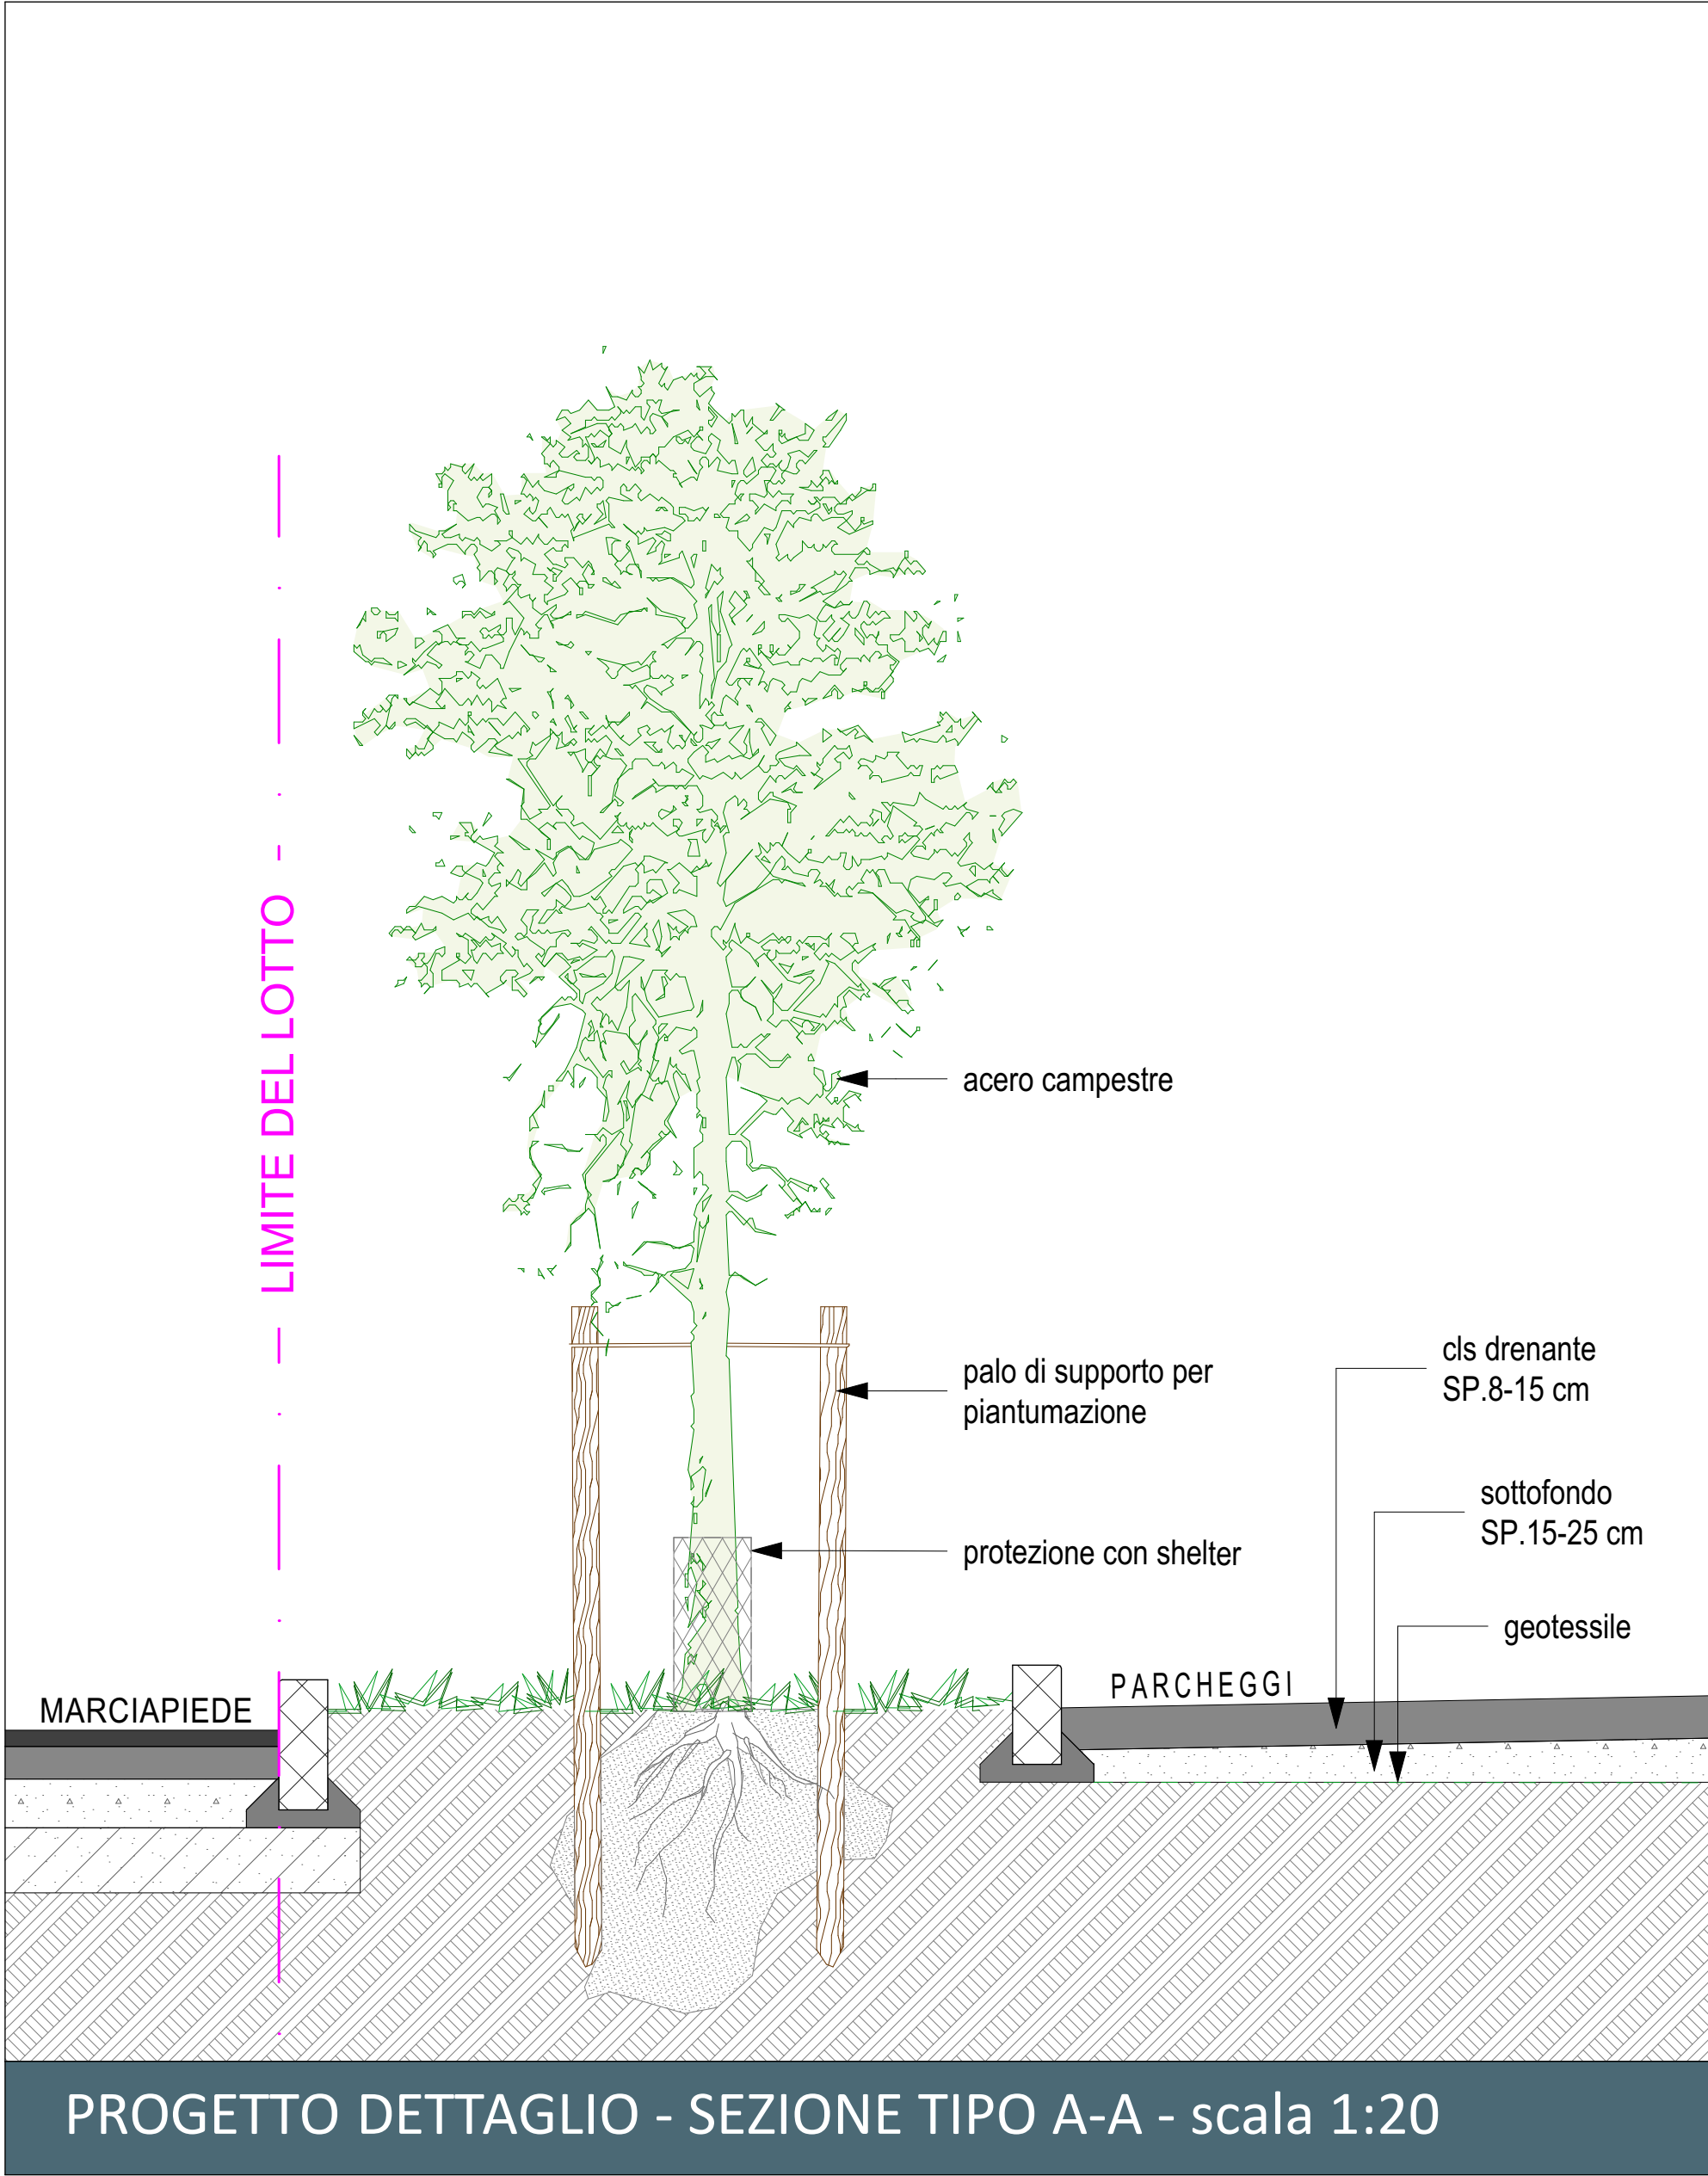 LIMITE DEL LOTTO
acero campestre
palo di supporto per
piantumazione
cls drenante
SP.8-15 cm
sottofondo
SP.15-25 cm
protezione con shelter
geotessile
MARCIAPIEDE
PARCHEGGI
PROGETTO DETTAGLIO - SEZIONE TIPO A-A - scala 1:20